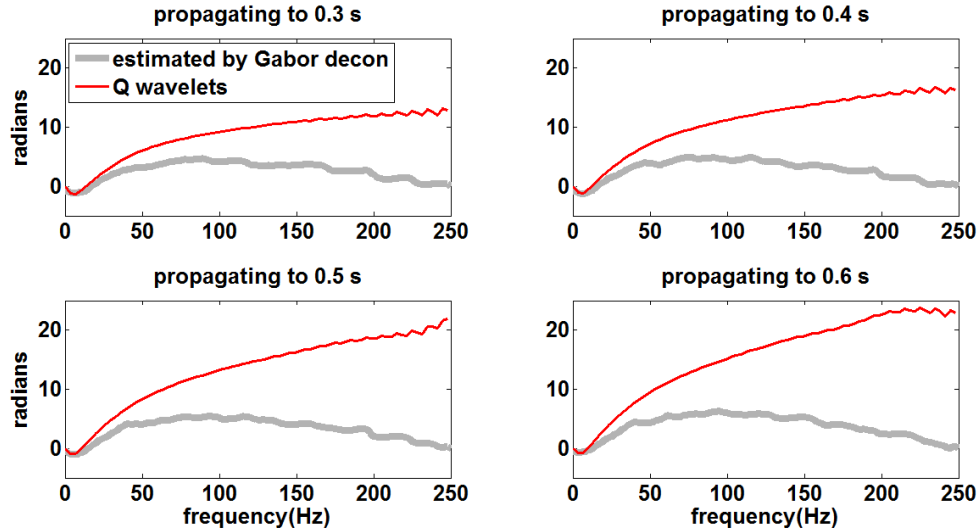 propagating to 0.3 s
propagating to 0.4 s
estimated by Gabor decon
Q wavelets
radians
20
10
0
0 50 100 150 200 250
20
10
0
0 50 100 150 200 250
propagating to 0.5 s
propagating to 0.6 s
radians
20
10
0
0 50 100 150 200 250
frequency(Hz)
20
10
0
0 50 100 150 200 250
frequency(Hz)